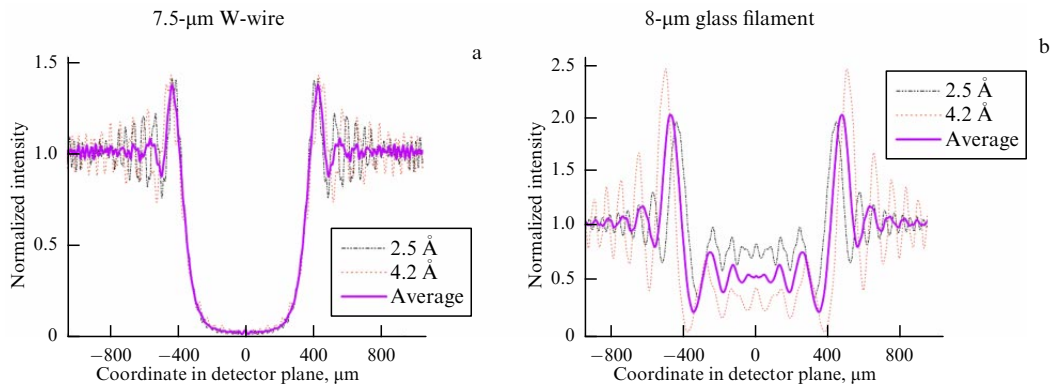 7.5-μm W-wire
a
1.5
1.0
0.5
0
Normalized intensity
2.5 Å
4.2 Å
Average
−800 −400 0 400 800
Coordinate in detector plane, μm
8-μm glass filament
b
2.5
2.0
1.5
1.0
0.5
0
Normalized intensity
2.5 Å
4.2 Å
Average
−800 −400 0 400 800
Coordinate in detector plane, μm